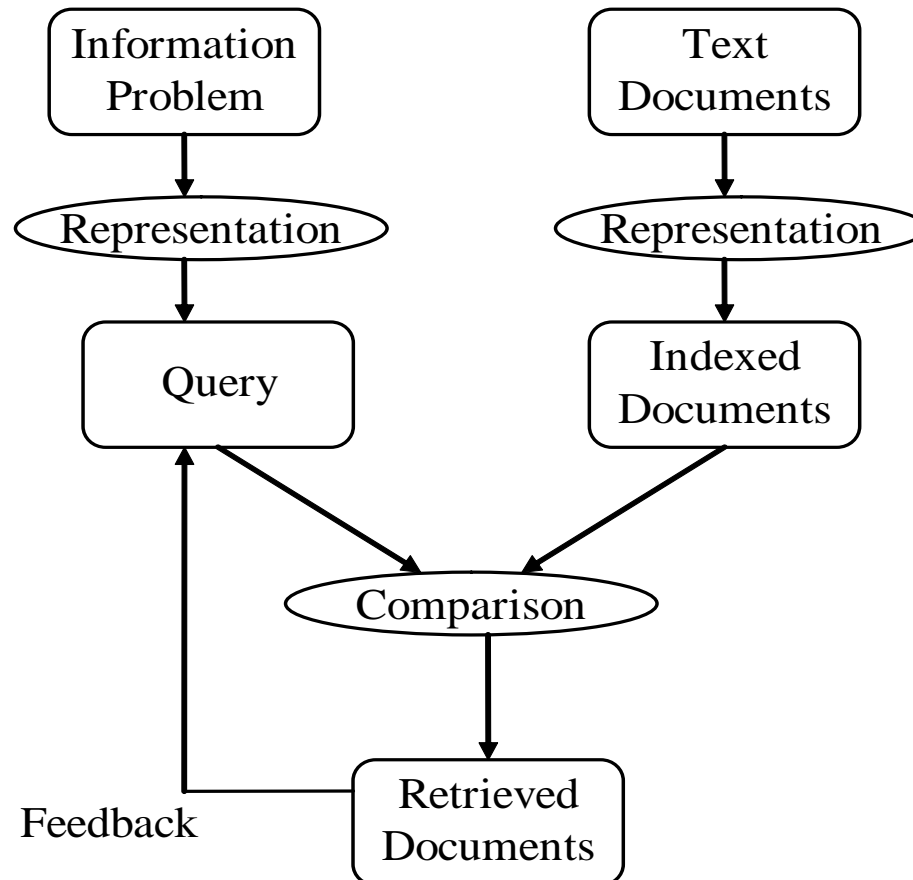 Information
Problem
Text
Documents
Representation
Representation
Query
Indexed
Documents
Comparison
Feedback
Retrieved
Documents